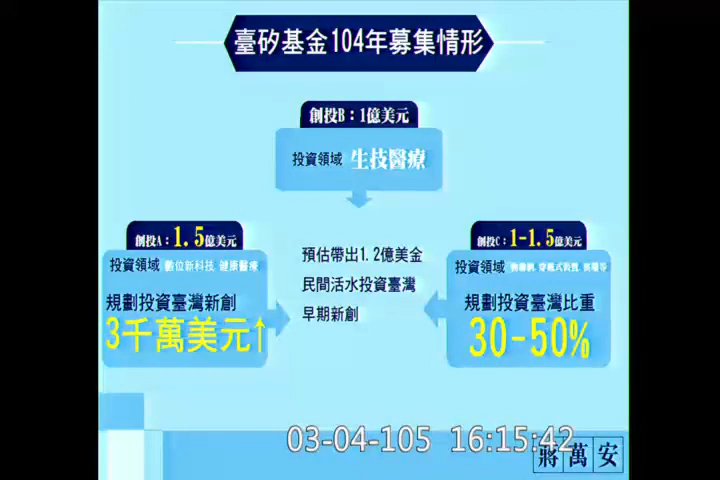 臺矽基金104年募集情形
創投B：1億美元
投資領域 生技醫療
創投A：1.5億美元
投資領域 數位新科技, 健康醫療
規劃投資臺灣新創
3千萬美元↑
預估帶出1.2億美金
民間活水投資臺灣
早期新創
創投C：1-1.5億美元
投資領域
規劃投資臺灣比重
30-50%
03-04-105 16:15:42
蔣萬安